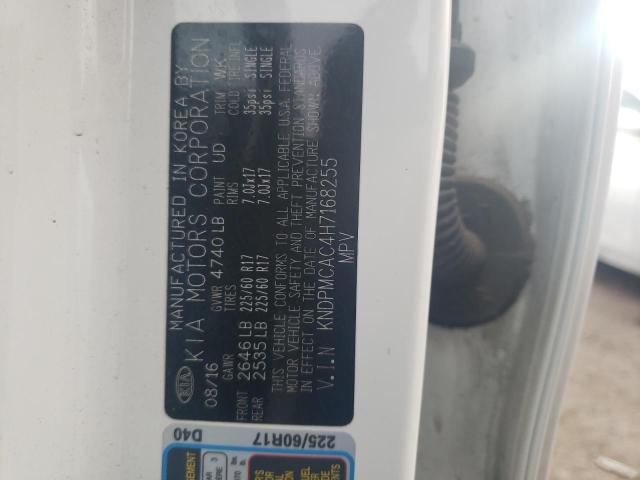 MANUFACTURED IN KOREA BY
KIA MOTORS CORPORATION
KIA
08/16 GVWR 4740LB PAINT UD TRIM WK
GAWR TIRES RIMS COLD TIRE INFL
FRONT 2646LB 225/60 R17 7.0Jx17 35psi SINGLE
REAR 2535LB 225/60 R17 7.0Jx17 35psi SINGLE
THIS VEHICLE CONFORMS TO ALL APPLICABLE U.S.A. FEDERAL
MOTOR VEHICLE SAFETY AND THEFT PREVENTION STANDARDS
IN EFFECT ON THE DATE OF MANUFACTURE SHOWN ABOVE.
V.I.N KNDPMCAC4H7168255
MPV
D40
225/60R17